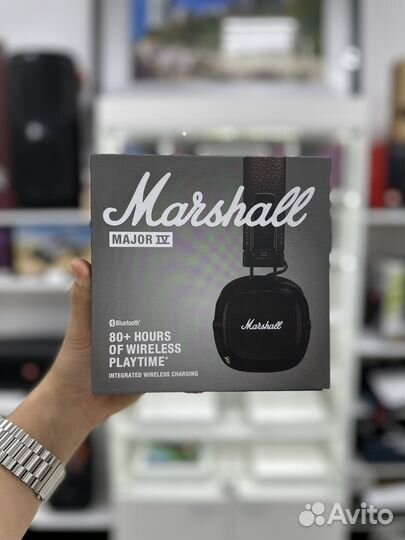 Marshall
MAJOR IV
Bluetooth®
80+ HOURS
OF WIRELESS
PLAYTIME*
INTEGRATED WIRELESS CHARGING
Marshall
Avito